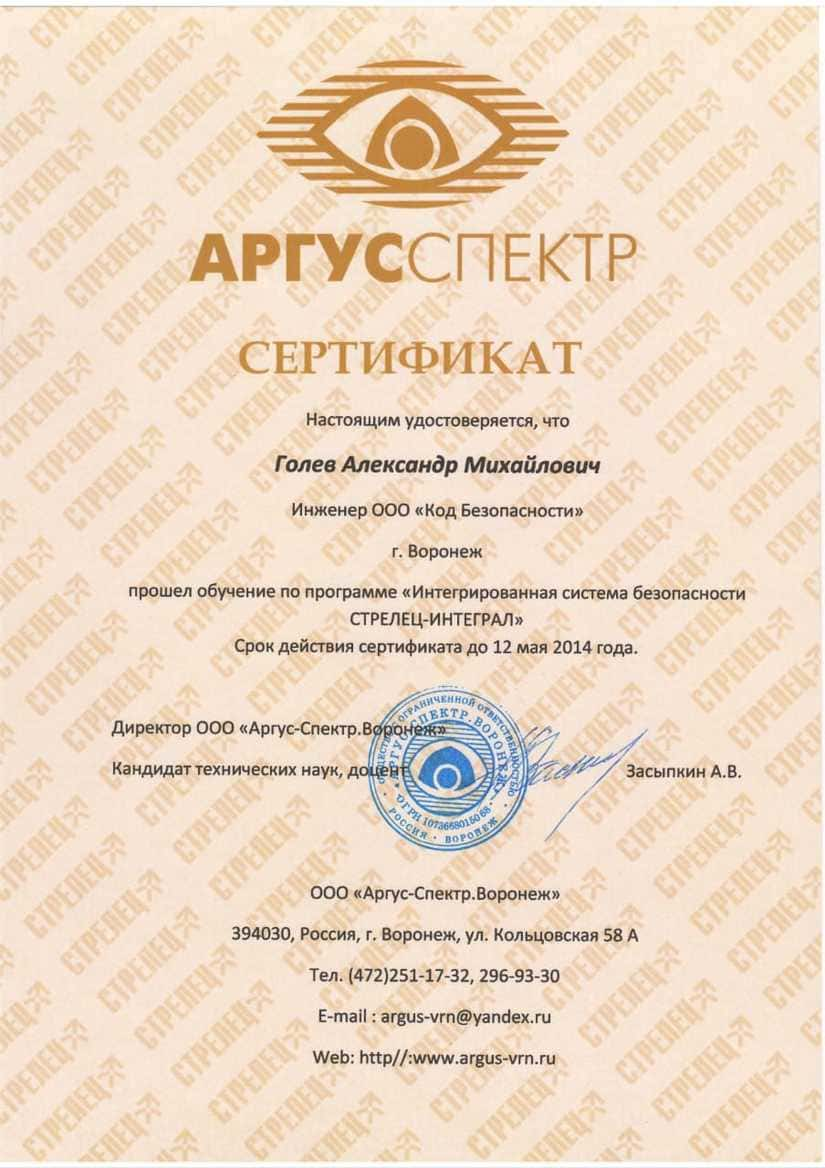 АРГУССПЕКТР
СЕРТИФИКАТ
Настоящим удостоверяется, что
Голев Александр Михайлович
Инженер ООО «Код Безопасности»
г. Воронеж
прошел обучение по программе «Интегрированная система безопасности
СТРЕЛЕЦ-ИНТЕГРАЛ»
Срок действия сертификата до 12 мая 2014 года.
Директор ООО «Аргус-Спектр.Воронеж»
Кандидат технических наук, доцент
Засыпкин А.В.
ОБЩЕСТВО С ОГРАНИЧЕННОЙ ОТВЕТСТВЕННОСТЬЮ
АРГУС-СПЕКТР.ВОРОНЕЖ
ОГРН 1073668015068
РОССИЯ · ВОРОНЕЖ
ООО «Аргус-Спектр.Воронеж»
394030, Россия, г. Воронеж, ул. Кольцовская 58 А
Тел. (472)251-17-32, 296-93-30
E-mail : argus-vrn@yandex.ru
Web: http//:www.argus-vrn.ru
СТРЕЛЕЦ